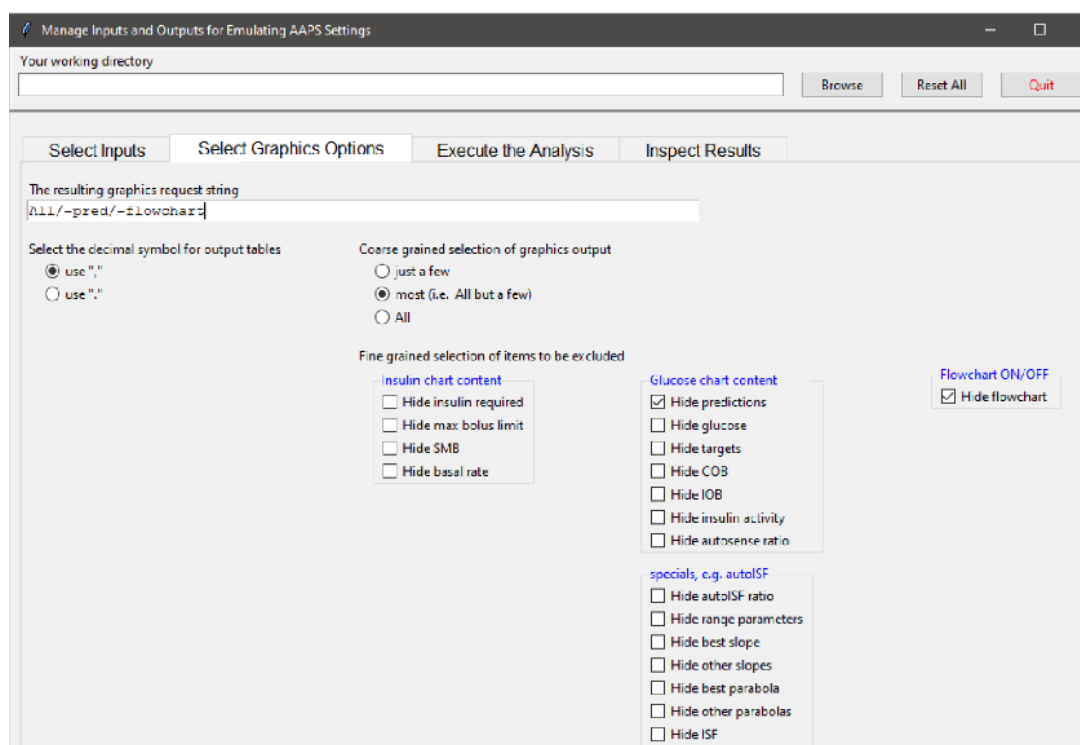 Manage Inputs and Outputs for Emulating AAPS Settings
Your working directory
Browse
Reset All
Quit
Select Inputs
Select Graphics Options
Execute the Analysis
Inspect Results
The resulting graphics request string
All/-pred/-flowchart
Select the decimal symbol for output tables
use ","
use "."
Coarse grained selection of graphics output
just a few
most (i.e. All but a few)
All
Fine grained selection of items to be excluded
Insulin chart content
Hide insulin required
Hide max bolus limit
Hide SMB
Hide basal rate
Glucose chart content
Hide predictions
Hide glucose
Hide targets
Hide COB
Hide IOB
Hide insulin activity
Hide autosense ratio
specials, e.g. autoISF
Hide autoISF ratio
Hide range parameters
Hide best slope
Hide other slopes
Hide best parabola
Hide other parabolas
Hide ISF
Flowchart ON/OFF
Hide flowchart